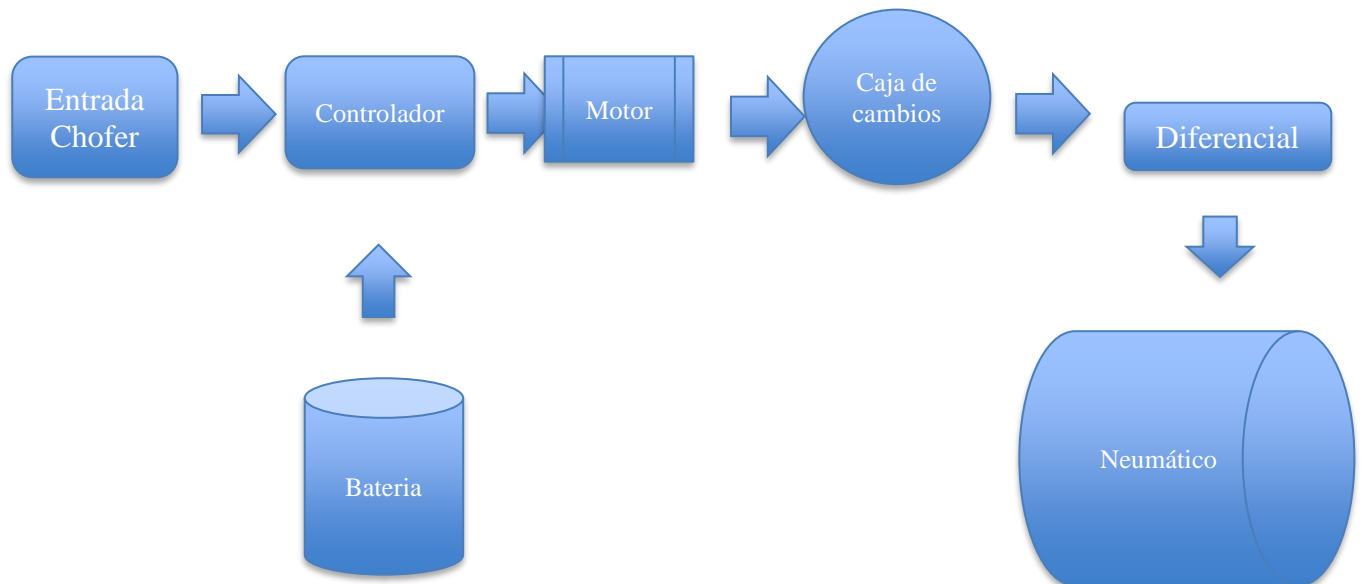 Entrada
Chofer
Controlador
Motor
Caja de
cambios
Diferencial
Bateria
Neumático